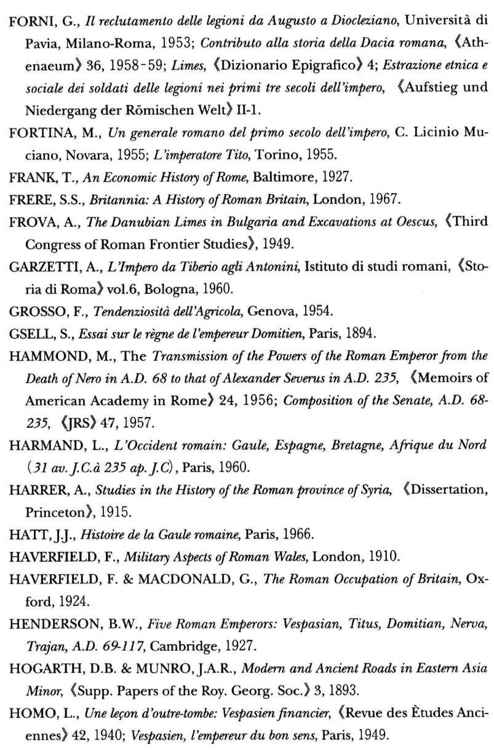 FORNI, G., Il reclutamento delle legioni da Augusto a Diocleziano, Università di
Pavia, Milano-Roma, 1953; Contributo alla storia della Dacia romana, 《Ath-
enaeum》 36, 1958-59; Limes, 《Dizionario Epigrafico》 4; Estrazione etnica e
sociale dei soldati delle legioni nei primi tre secoli dell'impero, 《Aufstieg und
Niedergang der Römischen Welt》 II-1.
FORTINA, M., Un generale romano del primo secolo dell'impero, C. Licinio Mu-
ciano, Novara, 1955; L'imperatore Tito, Torino, 1955.
FRANK, T., An Economic History of Rome, Baltimore, 1927.
FRERE, S.S., Britannia: A History of Roman Britain, London, 1967.
FROVA, A., The Danubian Limes in Bulgaria and Excavations at Oescus, 《Third
Congress of Roman Frontier Studies》, 1949.
GARZETTI, A., L'Impero da Tiberio agli Antonini, Istituto di studi romani, 《Sto-
ria di Roma》 vol.6, Bologna, 1960.
GROSSO, F., Tendenziosità dell'Agricola, Genova, 1954.
GSELL, S., Essai sur le règne de l'empereur Domitien, Paris, 1894.
HAMMOND, M., The Transmission of the Powers of the Roman Emperor from the
Death of Nero in A.D. 68 to that of Alexander Severus in A.D. 235, 《Memoirs of
American Academy in Rome》 24, 1956; Composition of the Senate, A.D. 68-
235, 《JRS》 47, 1957.
HARMAND, L., L'Occident romain: Gaule, Espagne, Bretagne, Afrique du Nord
(31 av. J.C.à 235 ap. J.C), Paris, 1960.
HARRER, A., Studies in the History of the Roman province of Syria, 《Dissertation,
Princeton》, 1915.
HATT, J.J., Histoire de la Gaule romaine, Paris, 1966.
HAVERFIELD, F., Military Aspects of Roman Wales, London, 1910.
HAVERFIELD, F. & MACDONALD, G., The Roman Occupation of Britain, Ox-
ford, 1924.
HENDERSON, B.W., Five Roman Emperors: Vespasian, Titus, Domitian, Nerva,
Trajan, A.D. 69-117, Cambridge, 1927.
HOGARTH, D.B. & MUNRO, J.A.R., Modern and Ancient Roads in Eastern Asia
Minor, 《Supp. Papers of the Roy. Georg. Soc.》 3, 1893.
HOMO, L., Une leçon d'outre-tombe: Vespasien financier, 《Revue des Ètudes Anci-
ennes》 42, 1940; Vespasien, l'empereur du bon sens, Paris, 1949.